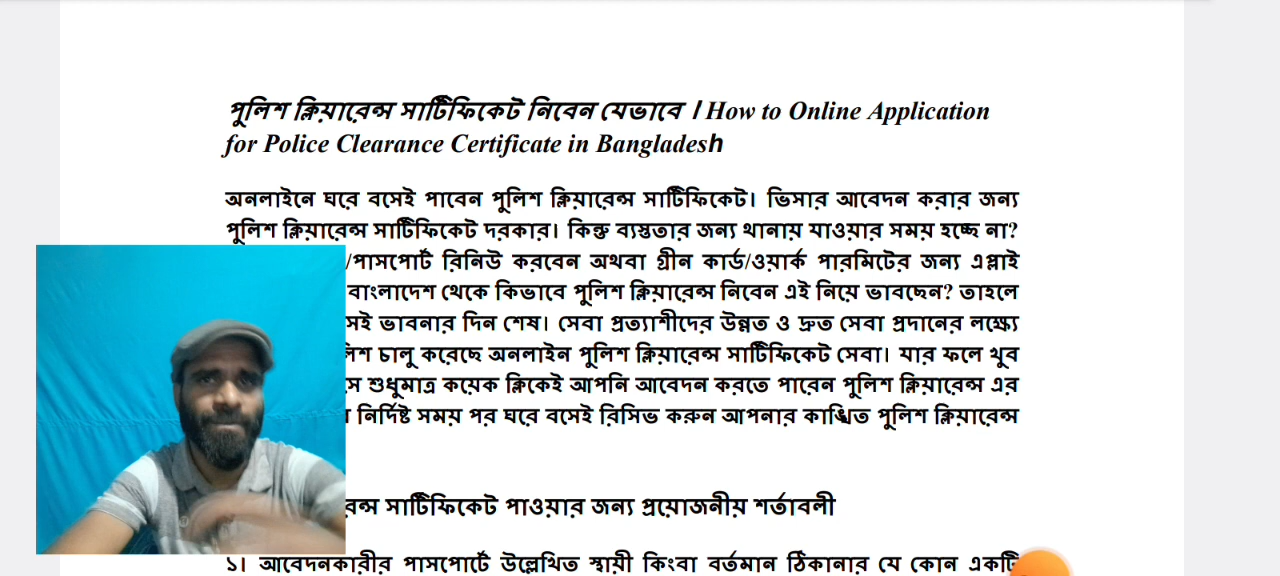 পুলিশ ক্লিয়ারেন্স সার্টিফিকেট নিবেন যেভাবে । How to Online Application
for Police Clearance Certificate in Bangladesh
অনলাইনে ঘরে বসেই পাবেন পুলিশ ক্লিয়ারেন্স সার্টিফিকেট। ভিসার আবেদন করার জন্য
পুলিশ ক্লিয়ারেন্স সার্টিফিকেট দরকার। কিন্তু ব্যস্ততার জন্য থানায় যাওয়ার সময় হচ্ছে না?
/পাসপোর্ট রিনিউ করবেন অথবা গ্রীন কার্ড/ওয়ার্ক পারমিটের জন্য এপ্লাই
বাংলাদেশ থেকে কিভাবে পুলিশ ক্লিয়ারেন্স নিবেন এই নিয়ে ভাবছেন? তাহলে
সেই ভাবনার দিন শেষ। সেবা প্রত্যাশীদের উন্নত ও দ্রুত সেবা প্রদানের লক্ষ্যে
লিশ চালু করেছে অনলাইন পুলিশ ক্লিয়ারেন্স সার্টিফিকেট সেবা। যার ফলে খুব
সে শুধুমাত্র কয়েক ক্লিকেই আপনি আবেদন করতে পারেন পুলিশ ক্লিয়ারেন্স এর
নির্দিষ্ট সময় পর ঘরে বসেই রিসিভ করুন আপনার কাঙ্খিত পুলিশ ক্লিয়ারেন্স
রেন্স সার্টিফিকেট পাওয়ার জন্য প্রয়োজনীয় শর্তাবলী
১। আবেদনকারীর পাসপোর্টে উল্লেখিত স্থায়ী কিংবা বর্তমান ঠিকানার যে কোন একটি